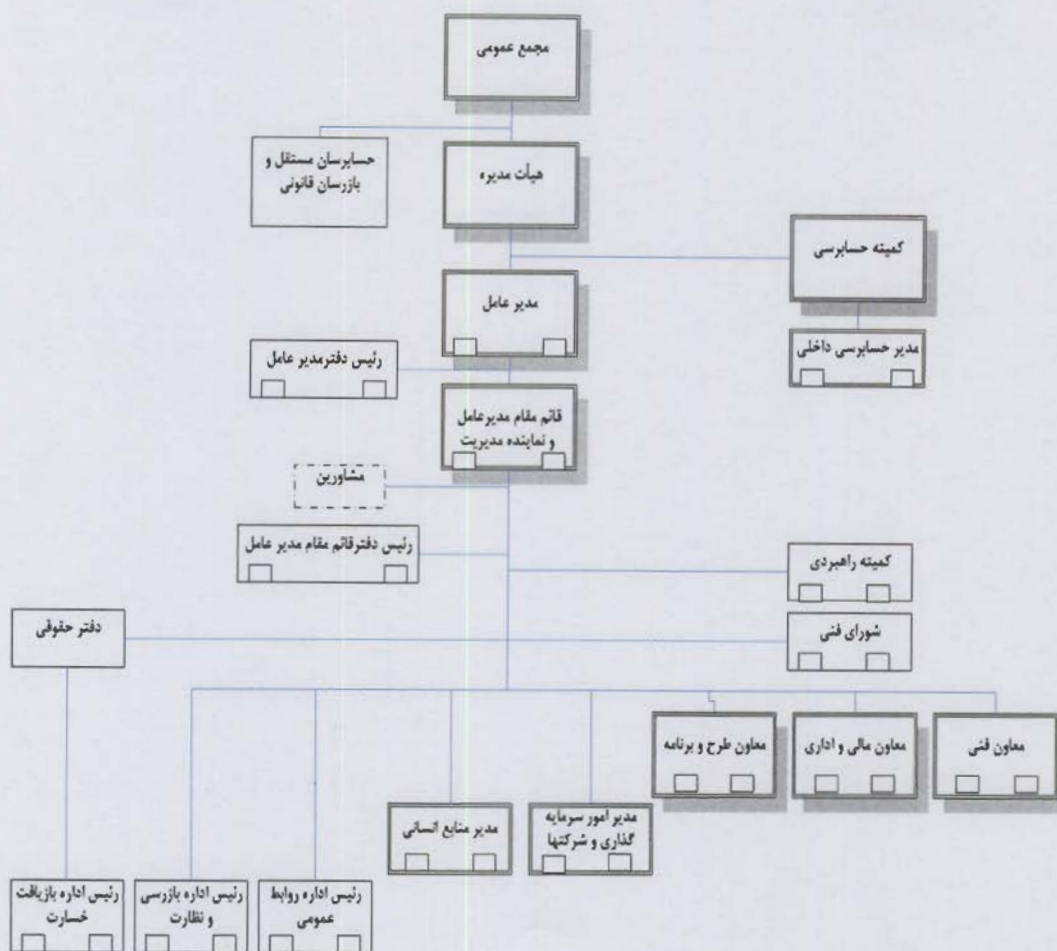 مجمع عمومی
حسابرسان مستقل و
بازرسان قانونی
هیأت مدیره
کمیته حسابرسی
مدیر عامل
مدیر حسابرسی داخلی
رئیس دفترمدیر عامل
قائم مقام مدیرعامل
و نماینده مدیریت
مشاورین
رئیس دفترقائم مقام مدیر عامل
کمیته راهبردی
دفتر حقوقی
شورای فنی
معاون فنی
معاون مالی و اداری
معاون طرح و برنامه
مدیر امور سرمایه
گذاری و شرکتها
مدیر منابع انسانی
رئیس اداره روابط
عمومی
رئیس اداره بازرسی
و نظارت
رئیس اداره بازیافت
خسارت